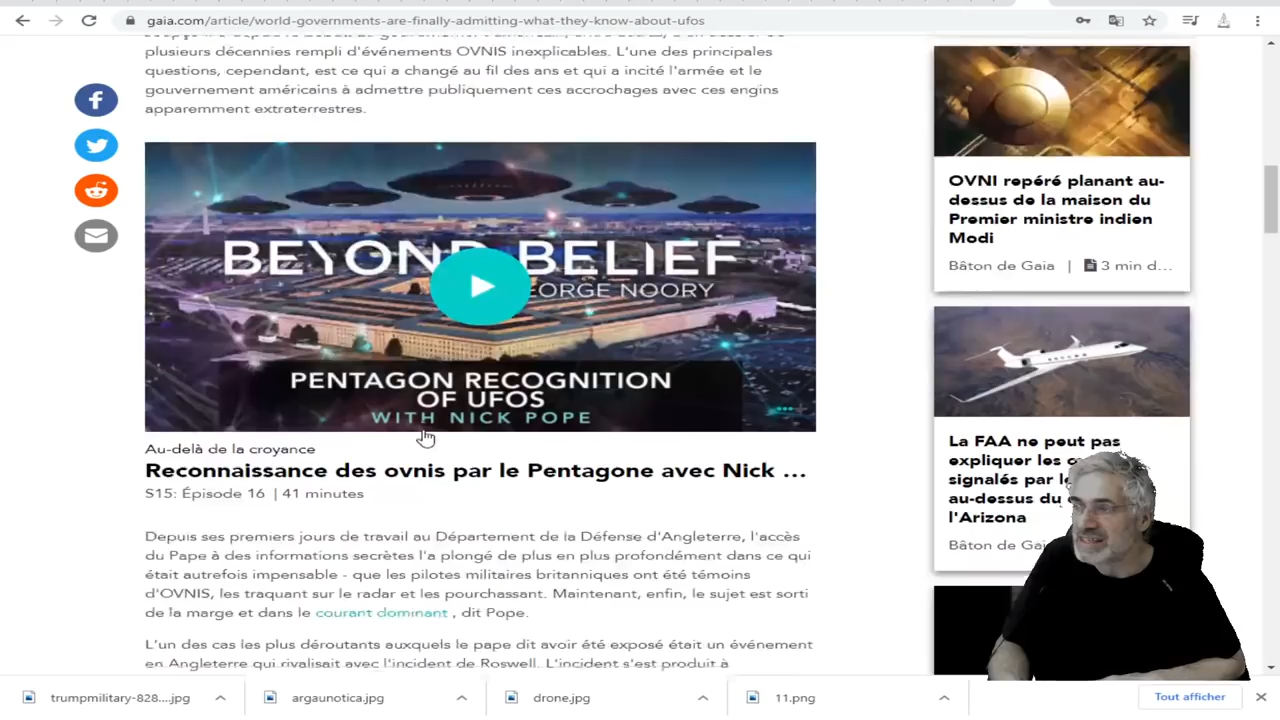 gaia.com/article/world-governments-are-finally-admitting-what-they-know-about-ufos
plusieurs décennies rempli d'événements OVNIS inexplicables. L'une des principales
questions, cependant, est ce qui a changé au fil des ans et qui a incité l'armée et le
gouvernement américains à admettre publiquement ces accrochages avec ces engins
apparemment extraterrestres.
BEYOND BELIEF
GEORGE NOORY
PENTAGON RECOGNITION
OF UFOS
WITH NICK POPE
Au-delà de la croyance
Reconnaissance des ovnis par le Pentagone avec Nick ...
S15: Épisode 16 | 41 minutes
Depuis ses premiers jours de travail au Département de la Défense d'Angleterre, l'accès
du Pape à des informations secrètes l'a plongé de plus en plus profondément dans ce qui
était autrefois impensable - que les pilotes militaires britanniques ont été témoins
d'OVNIS, les traquant sur le radar et les pourchassant. Maintenant, enfin, le sujet est sorti
de la marge et dans le courant dominant , dit Pope.
L'un des cas les plus déroutants auxquels le pape dit avoir été exposé était un événement
en Angleterre qui rivalisait avec l'incident de Roswell. L'incident s'est produit à
OVNI repéré planant au-
dessus de la maison du
Premier ministre indien
Modi
Bâton de Gaia | 3 min d...
La FAA ne peut pas
expliquer les
signalés par
au-dessus du
l'Arizona
Bâton de
trumpmilitary-828....jpg
argaunotica.jpg
drone.jpg
11.png
Tout afficher